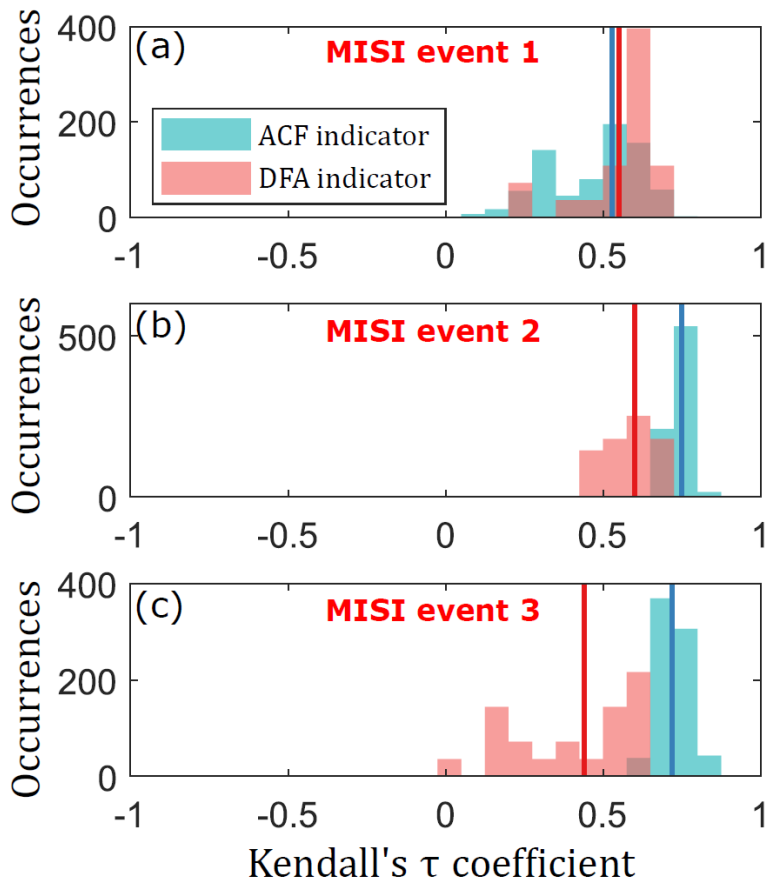 Occurrences
400
200
0
(a)
MISI event 1
ACF indicator
DFA indicator
-1
-0.5
0
0.5
1
Occurrences
500
0
(b)
MISI event 2
-1
-0.5
0
0.5
1
Occurrences
400
200
0
(c)
MISI event 3
-1
-0.5
0
0.5
1
Kendall's τ coefficient